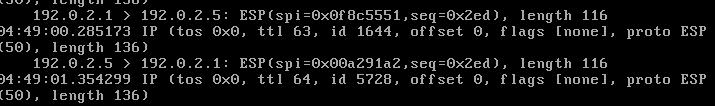 (50), length 136)
192.0.2.1 > 192.0.2.5: ESP(spi=0x0f8c5551,seq=0x2ed), length 116
04:49:00.285173 IP (tos 0x0, ttl 63, id 1644, offset 0, flags [none], proto ESP
(50), length 136)
192.0.2.5 > 192.0.2.1: ESP(spi=0x00a291a2,seq=0x2ed), length 116
04:49:01.354299 IP (tos 0x0, ttl 64, id 5728, offset 0, flags [none], proto ESP
(50), length 136)